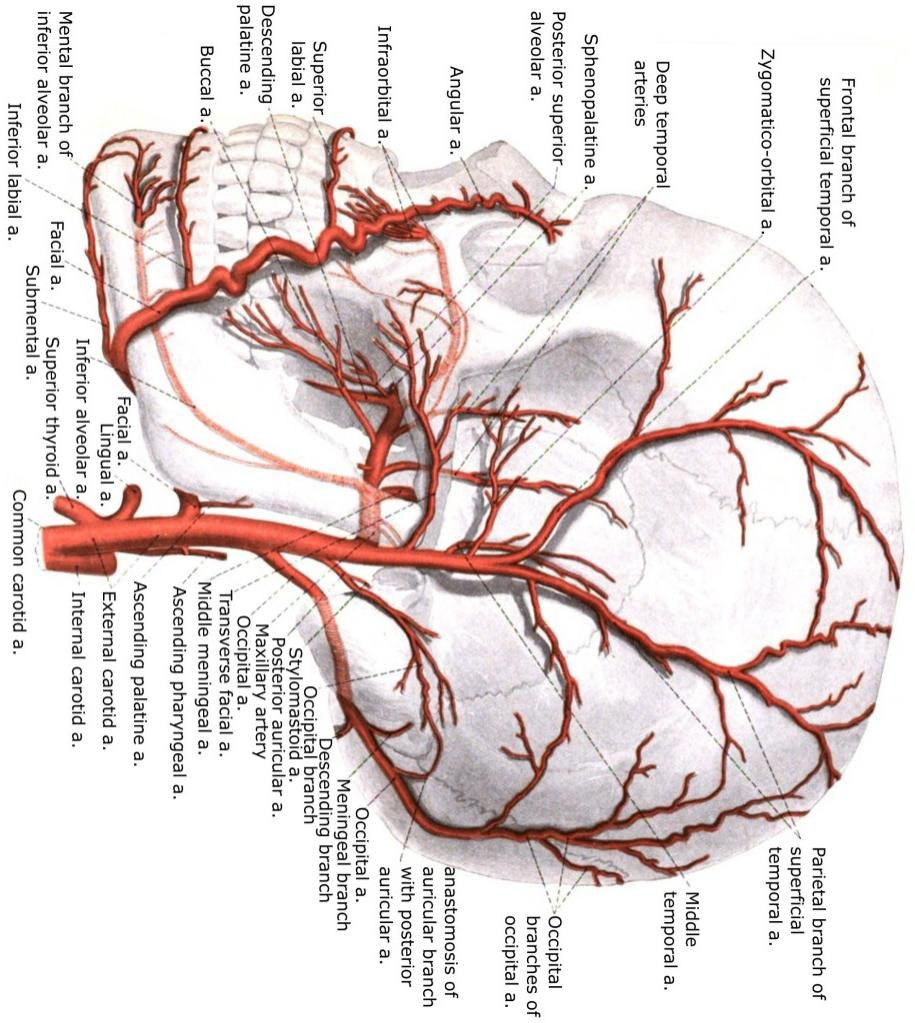 Frontal branch of
superficial temporal a.
Zygomatico-orbital a.
Deep temporal
arteries
Sphenopalatine a
Posterior superior
alveolar a.
Angular a.
Infraorbital a.
Superior
labial a.
Descending
palatine a.
Buccal a.
Mental branch of
inferior alveolar a.
Inferior labial a.
Facial a.
Submental a.
Inferior alveolar a.
Superior thyroid a.
Facial a.
Lingual a.
Common carotid a.
Parietal branch of
superficial
temporal a.
Middle
temporal a.
Occipital
branches of
occipital a.
anastomosis of
auricular branch
with posterior
auricular a.
Occipital a.
Meningeal branch
Descending branch
Occipital branch
Stylomastoid a.
Posterior auricular a.
Maxillary artery
Occipital a.
Transverse facial a.
Middle meningeal a.
Ascending pharyngeal a.
Ascending palatine a.
External carotid a.
Internal carotid a.